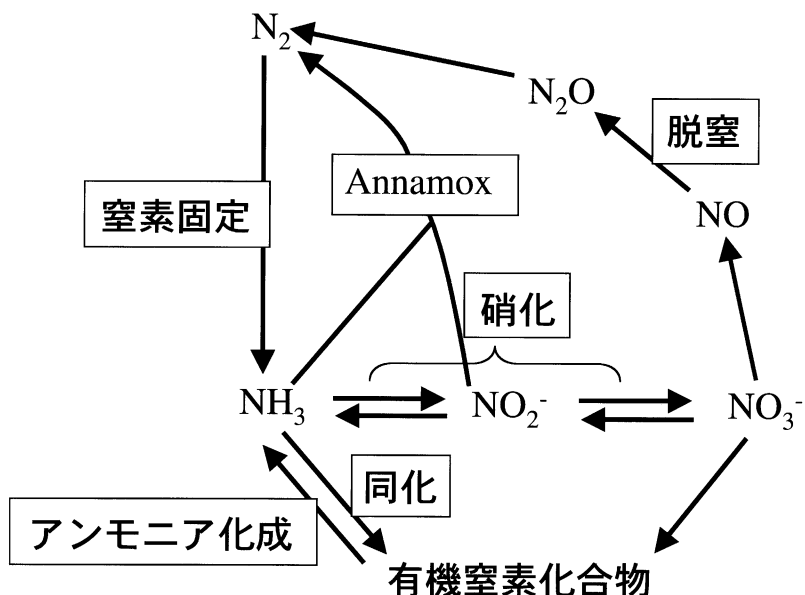 N₂
N₂O
脱窒
Annamox
窒素固定
NO
硝化
NH₃
NO₂⁻
NO₃⁻
同化
アンモニア化成
有機窒素化合物